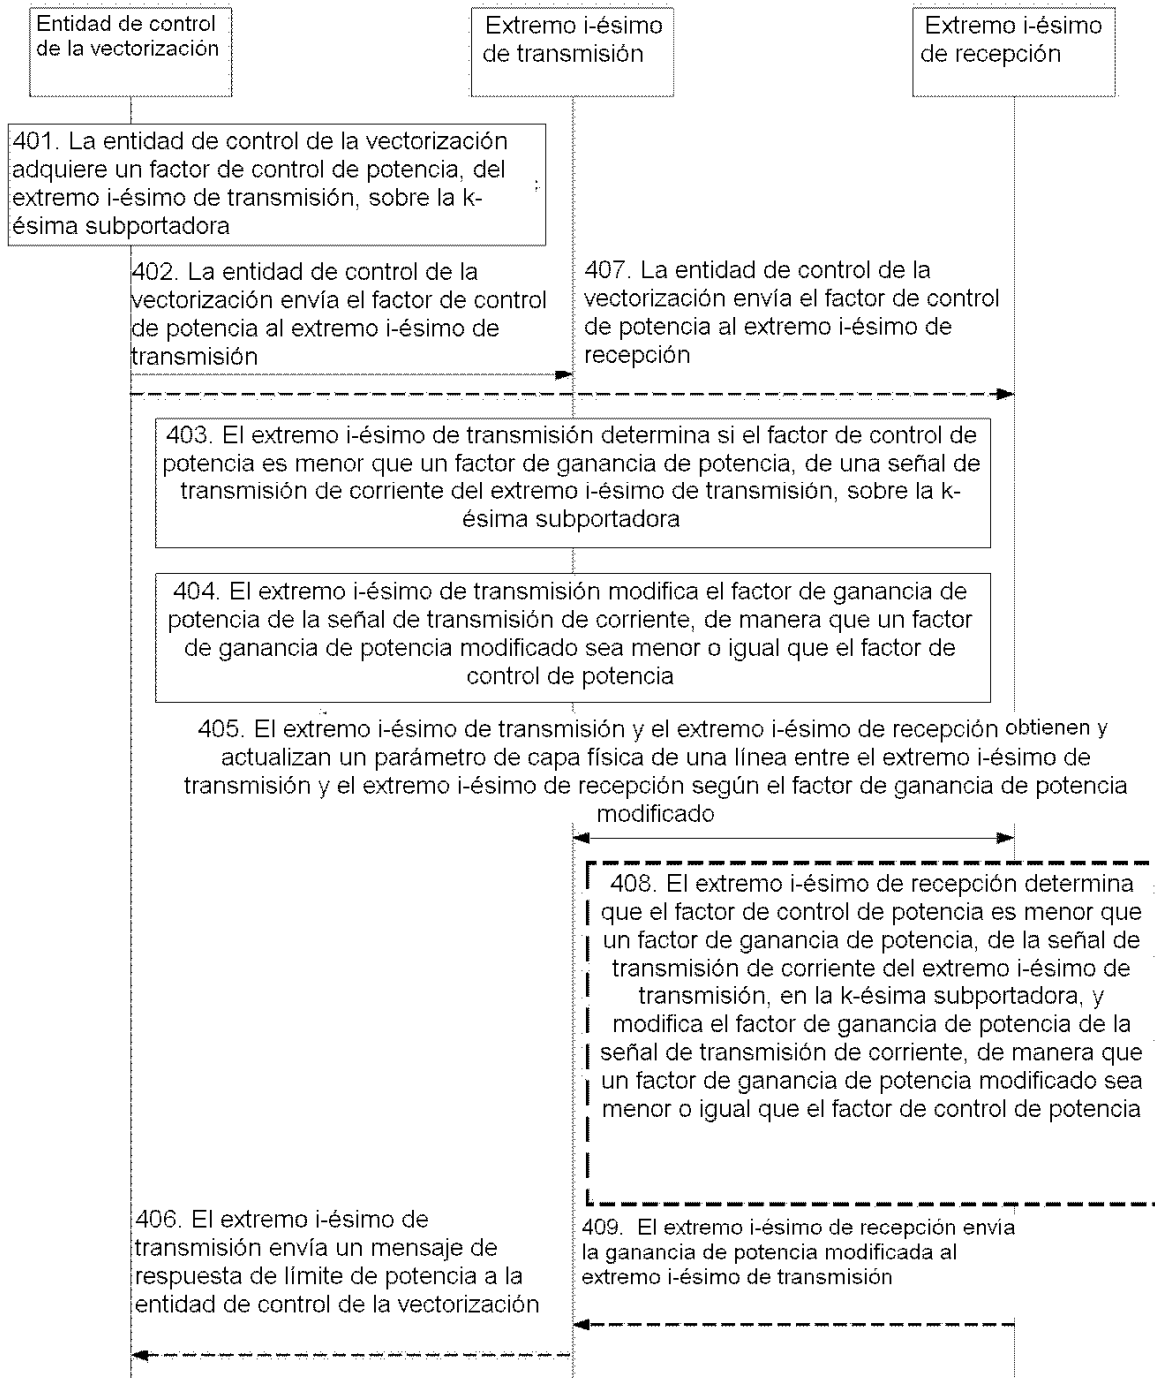 Entidad de control
de la vectorización
Extremo i-ésimo
de transmisión
Extremo i-ésimo
de recepción
401. La entidad de control de la vectorización
adquiere un factor de control de potencia, del
extremo i-ésimo de transmisión, sobre la k-
ésima subportadora
402. La entidad de control de la
vectorización envía el factor de control
de potencia al extremo i-ésimo de
transmisión
407. La entidad de control de la
vectorización envía el factor de control
de potencia al extremo i-ésimo de
recepción
403. El extremo i-ésimo de transmisión determina si el factor de control de
potencia es menor que un factor de ganancia de potencia, de una señal de
transmisión de corriente del extremo i-ésimo de transmisión, sobre la k-
ésima subportadora
404. El extremo i-ésimo de transmisión modifica el factor de ganancia de
potencia de la señal de transmisión de corriente, de manera que un factor
de ganancia de potencia modificado sea menor o igual que el factor de
control de potencia
405. El extremo i-ésimo de transmisión y el extremo i-ésimo de recepción obtienen y
actualizan un parámetro de capa física de una línea entre el extremo i-ésimo de
transmisión y el extremo i-ésimo de recepción según el factor de ganancia de potencia
modificado
408. El extremo i-ésimo de recepción determina
que el factor de control de potencia es menor que
un factor de ganancia de potencia, de la señal de
transmisión de corriente del extremo i-ésimo de
transmisión, en la k-ésima subportadora, y
modifica el factor de ganancia de potencia de la
señal de transmisión de corriente, de manera que
un factor de ganancia de potencia modificado sea
menor o igual que el factor de control de potencia
406. El extremo i-ésimo de
transmisión envía un mensaje de
respuesta de límite de potencia a la
entidad de control de la vectorización
409. El extremo i-ésimo de recepción envía
la ganancia de potencia modificada al
extremo i-ésimo de transmisión